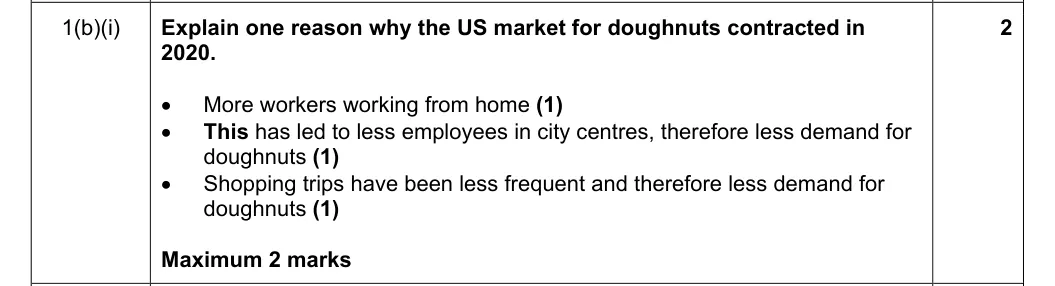 1(b)(i) Explain one reason why the US market for doughnuts contracted in 2
2020.
• More workers working from home (1)
• This has led to less employees in city centres, therefore less demand for
doughnuts (1)
• Shopping trips have been less frequent and therefore less demand for
doughnuts (1)
Maximum 2 marks